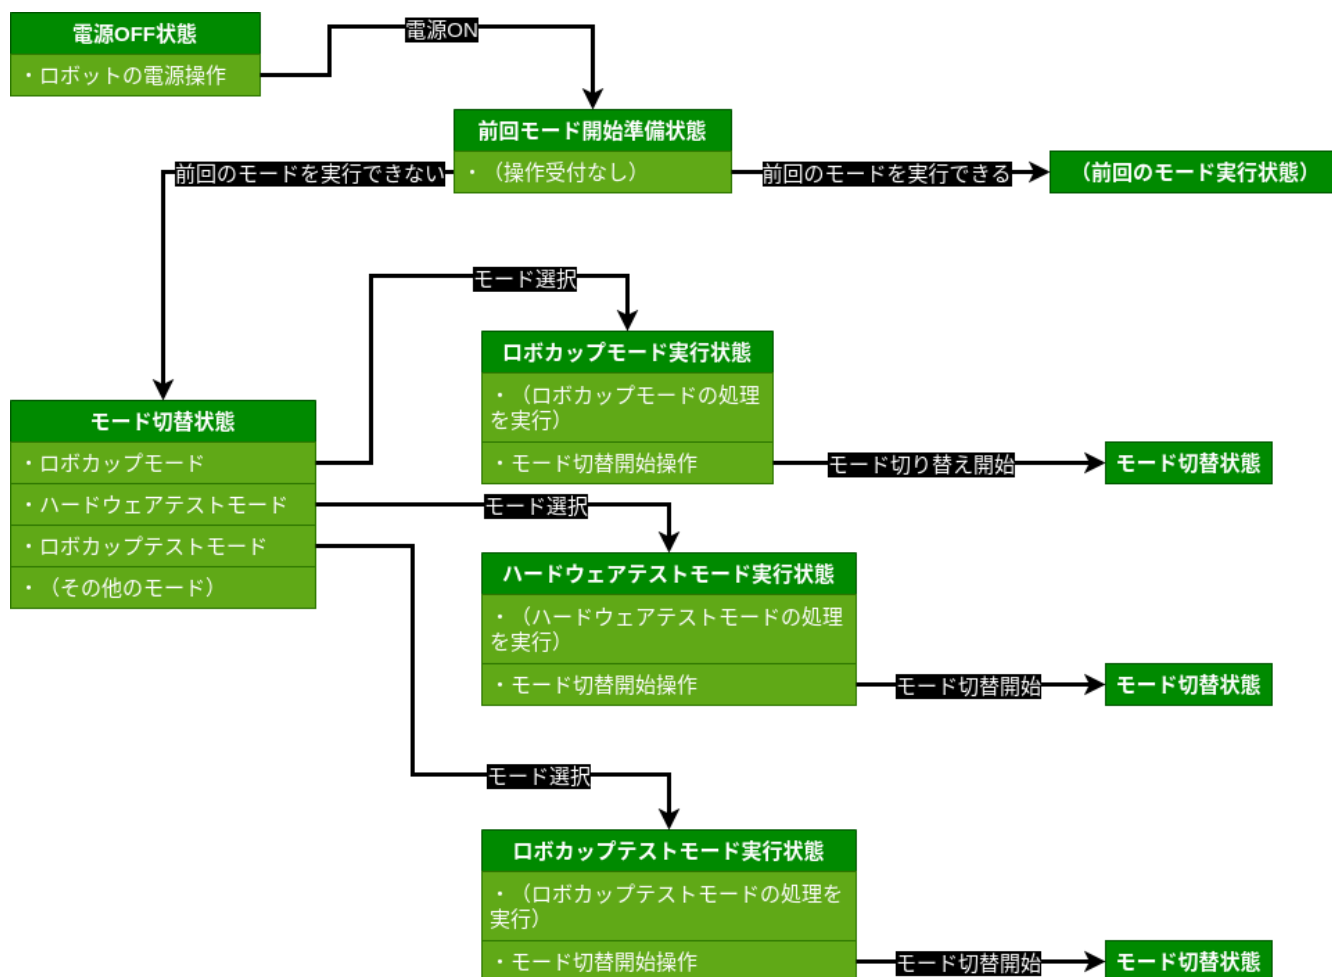 電源OFF状態
・ロボットの電源操作
電源ON
前回モード開始準備状態
・（操作受付なし）
前回のモードを実行できない
前回のモードを実行できる
（前回のモード実行状態）
モード切替状態
・ロボカップモード
・ハードウェアテストモード
・ロボカップテストモード
・（その他のモード）
モード選択
ロボカップモード実行状態
・（ロボカップモードの処理
を実行）
・モード切替開始操作
モード切り替え開始
モード切替状態
モード選択
ハードウェアテストモード実行状態
・（ハードウェアテストモードの処理
を実行）
・モード切替開始操作
モード切替開始
モード切替状態
モード選択
ロボカップテストモード実行状態
・（ロボカップテストモードの処理を
実行）
・モード切替開始操作
モード切替開始
モード切替状態